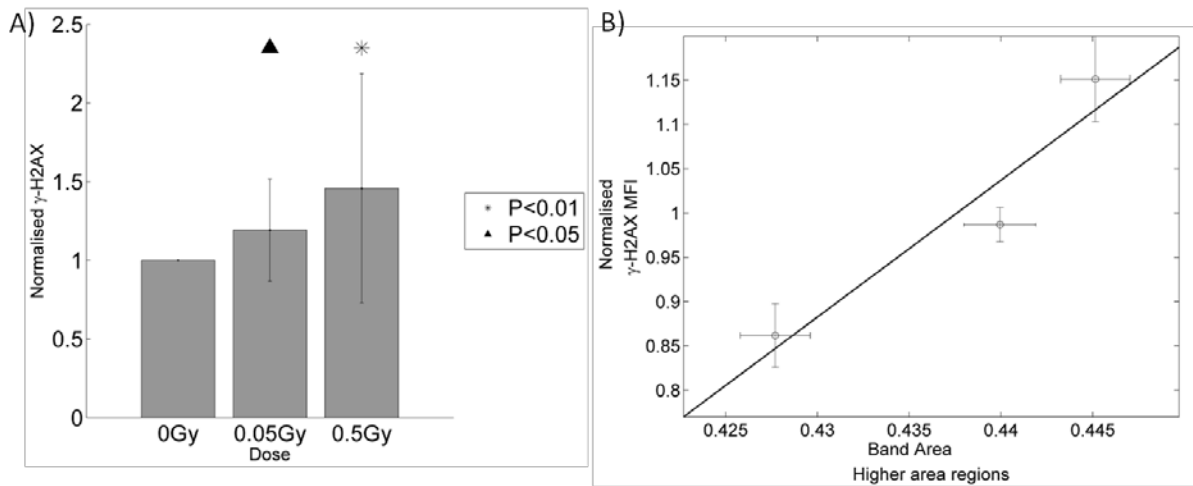 A)
Normalised γ-H2AX
2.5
2
1.5
1
0.5
0
0Gy 0.05Gy 0.5Gy
Dose
P<0.01
P<0.05
B)
Normalised
γ-H2AX MFI
1.15
1.1
1.05
1
0.95
0.9
0.85
0.8
0.425 0.43 0.435 0.44 0.445
Band Area
Higher area regions